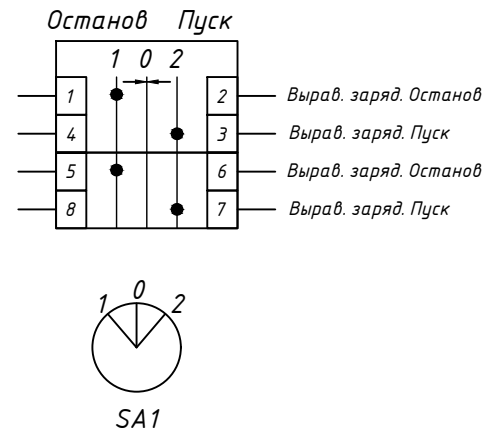 Останов Пуск
1 0 2
1 2 Вырав. заряд. Останов
4 3 Вырав. заряд. Пуск
5 6 Вырав. заряд. Останов
8 7 Вырав. заряд. Пуск
1 0 2
SA1